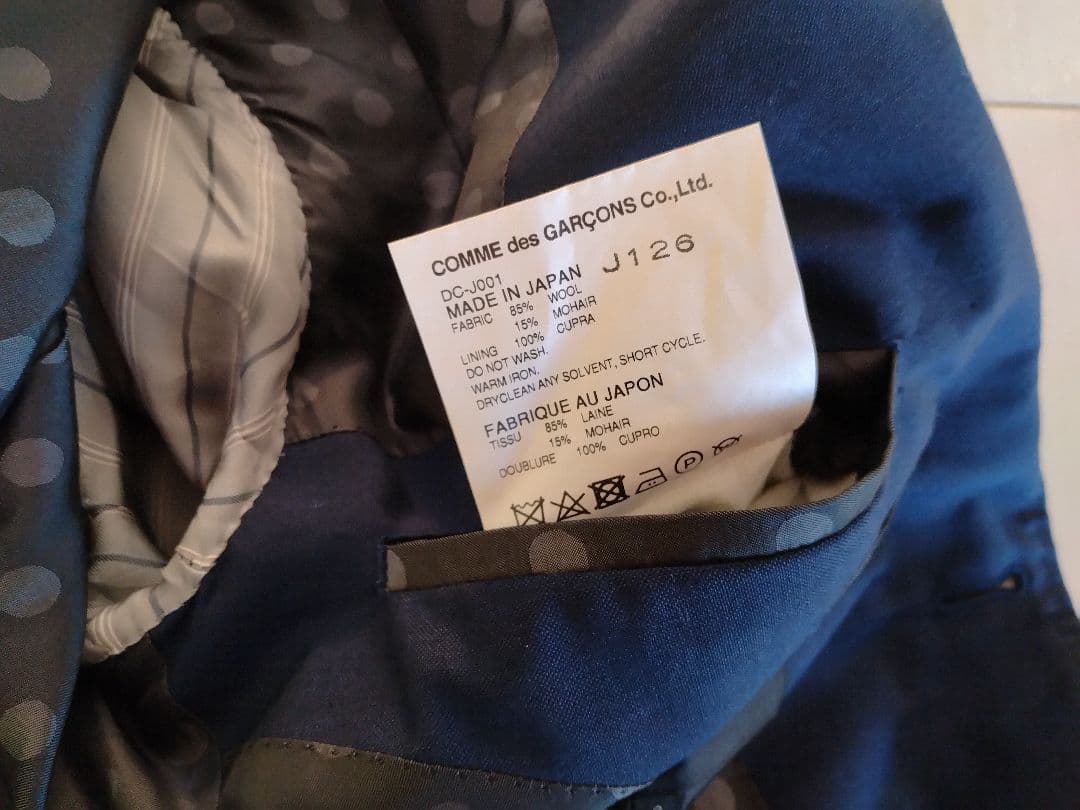 COMME des GARÇONS Co.,Ltd.
DC-J001
MADE IN JAPAN J126
FABRIC 85% WOOL
15% MOHAIR
LINING 100% CUPRA
DO NOT WASH.
WARM IRON.
DRYCLEAN ANY SOLVENT, SHORT CYCLE.
FABRIQUE AU JAPON
TISSU 85% LAINE
15% MOHAIR
DOUBLURE 100% CUPRO
P